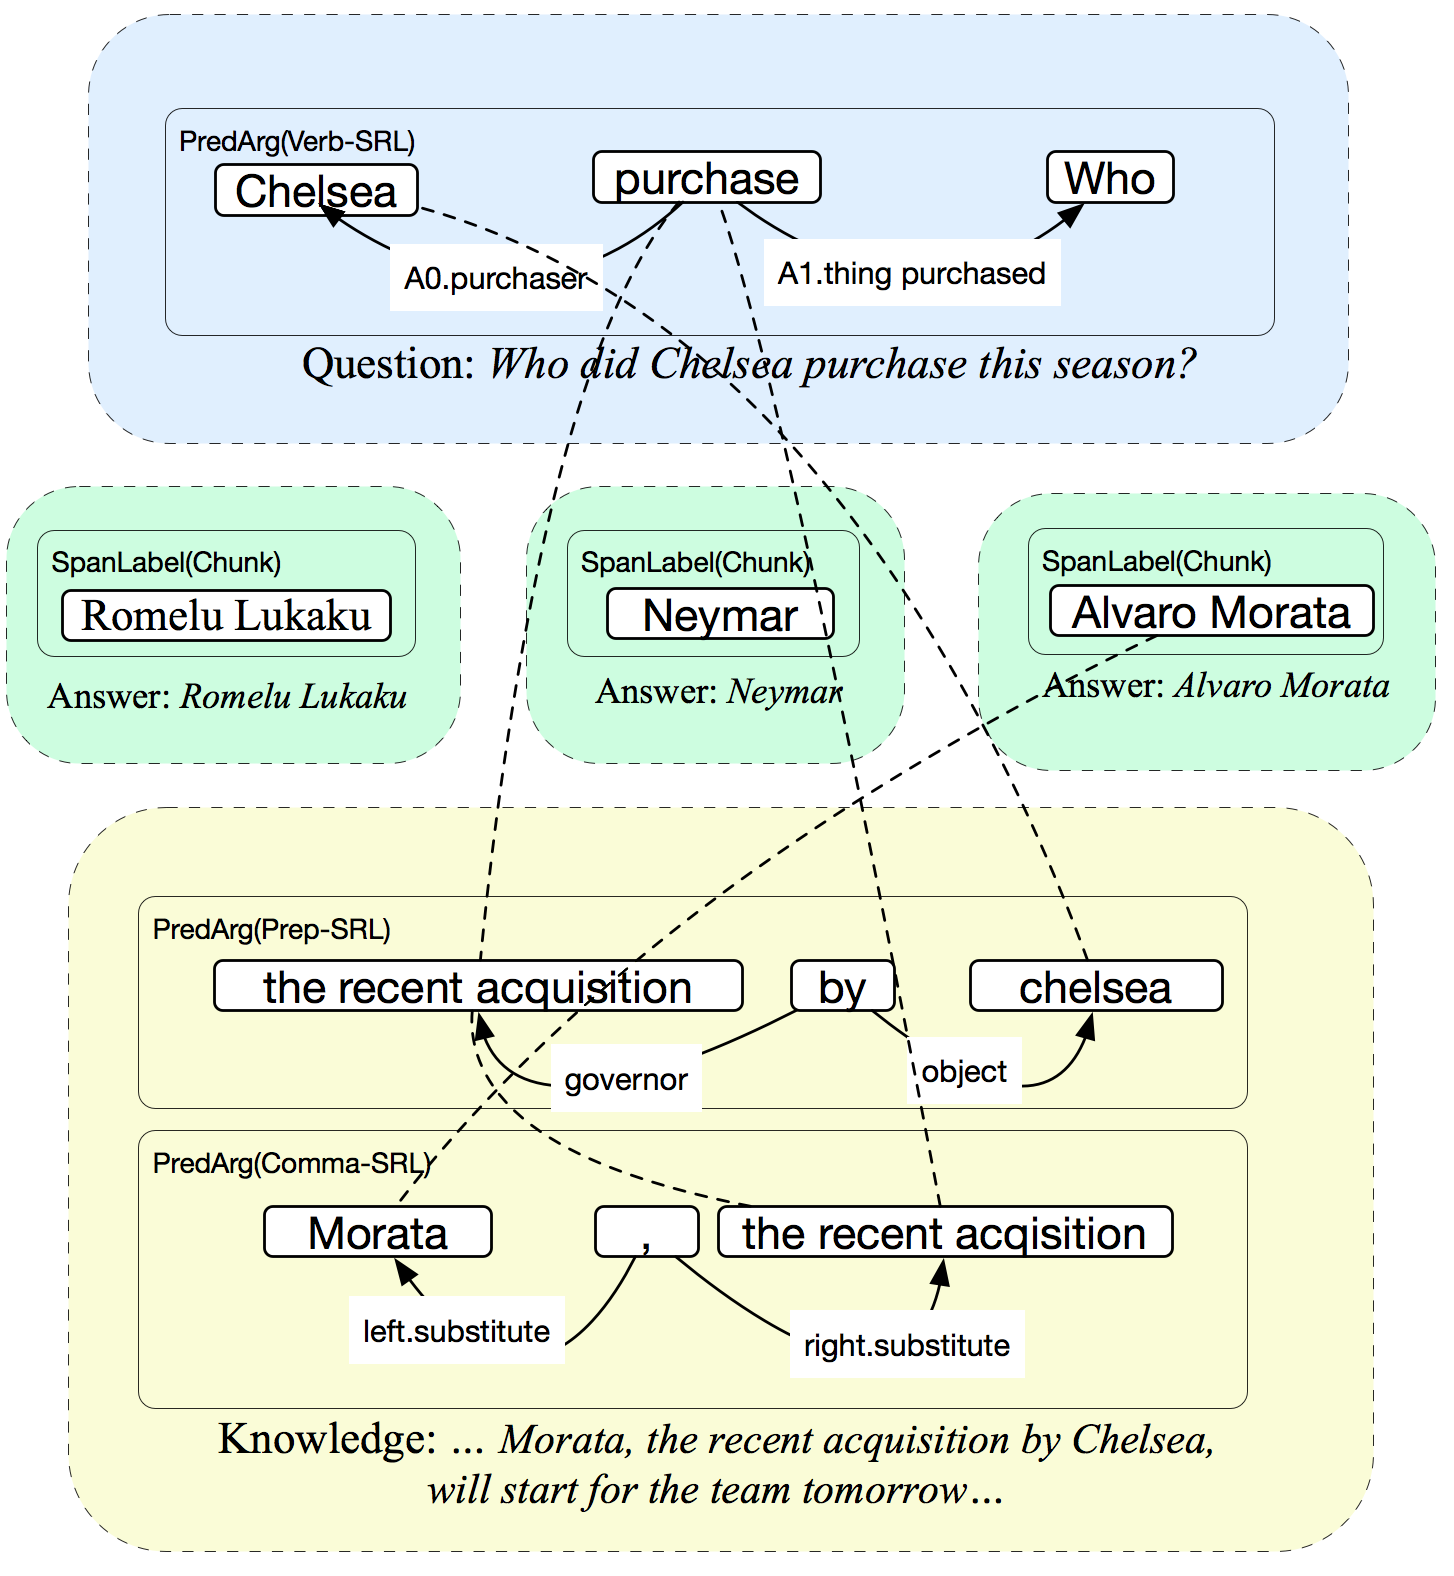 PredArg(Verb-SRL)
Chelsea
purchase
Who
A0.purchaser
A1.thing purchased
Question: Who did Chelsea purchase this season?
SpanLabel(Chunk)
Romelu Lukaku
Answer: Romelu Lukaku
SpanLabel(Chunk)
Neymar
Answer: Neymar
SpanLabel(Chunk)
Alvaro Morata
Answer: Alvaro Morata
PredArg(Prep-SRL)
the recent acquisition
by
chelsea
governor
object
PredArg(Comma-SRL)
Morata
,
the recent acqisition
left.substitute
right.substitute
Knowledge: ... Morata, the recent acquisition by Chelsea,
will start for the team tomorrow...